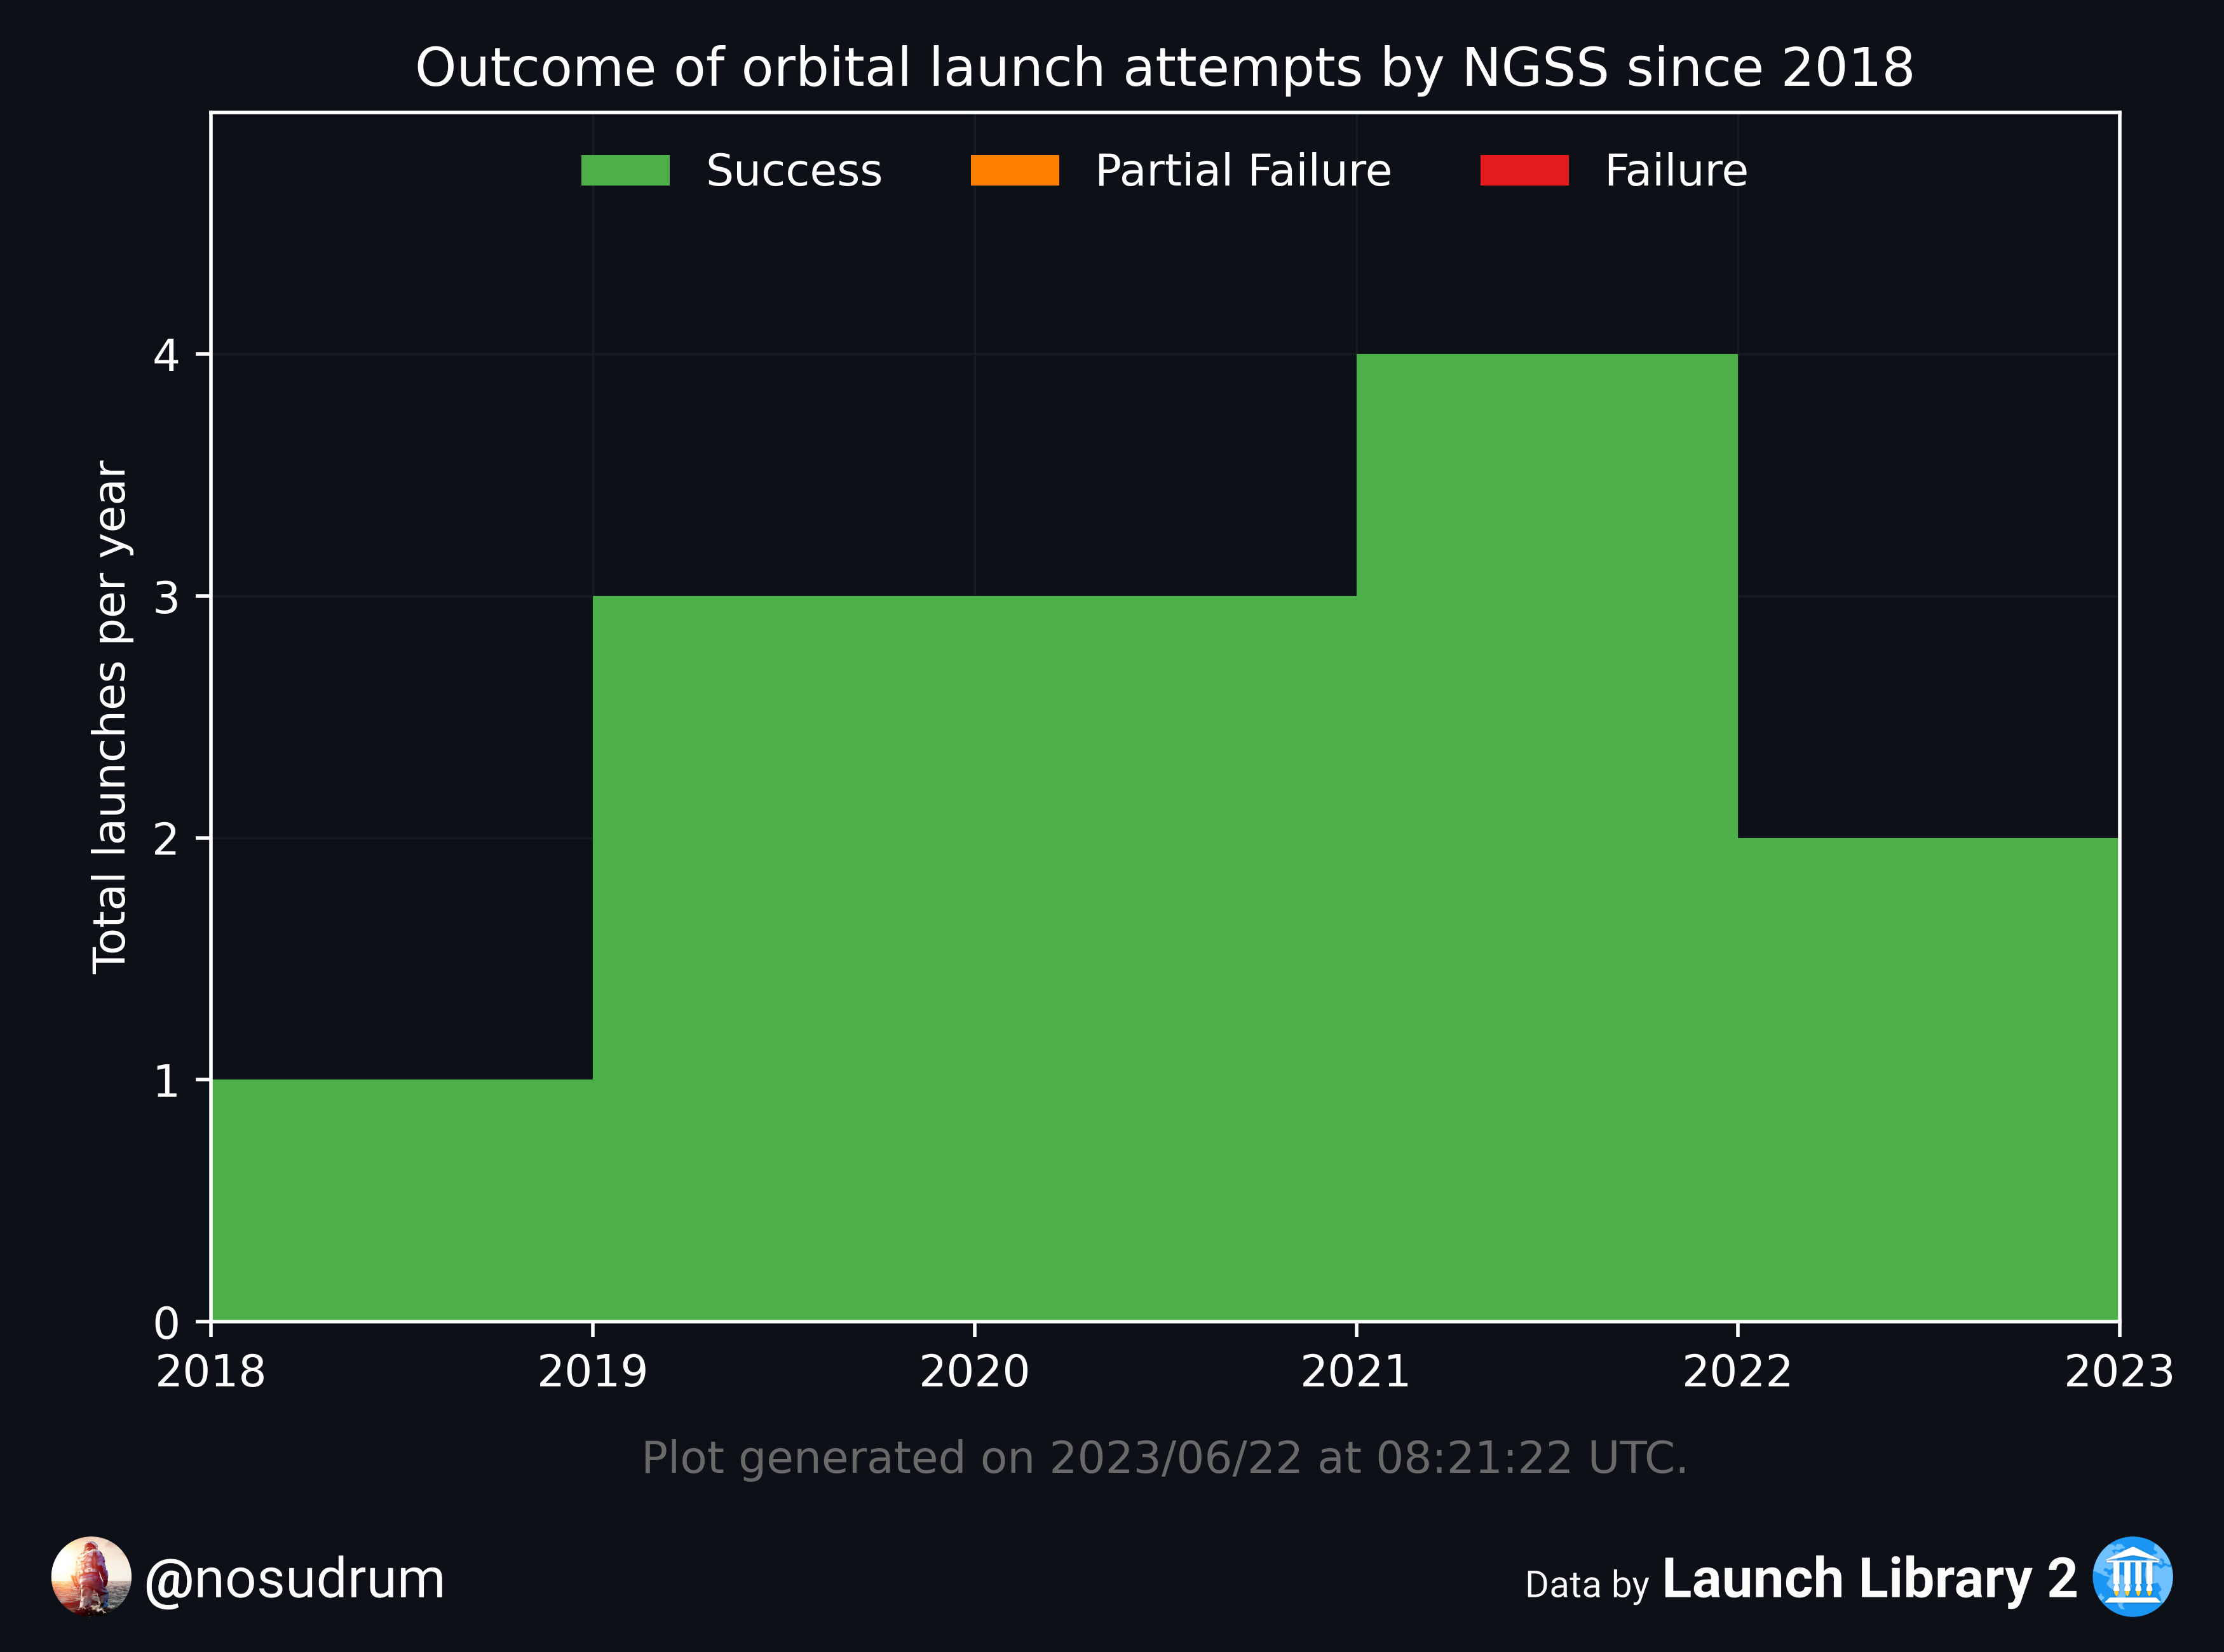 Outcome of orbital launch attempts by NGSS since 2018
Success Partial Failure Failure
Total launches per year
4
3
2
1
0
2018 2019 2020 2021 2022 2023
Plot generated on 2023/06/22 at 08:21:22 UTC.
@nosudrum
Data by Launch Library 2